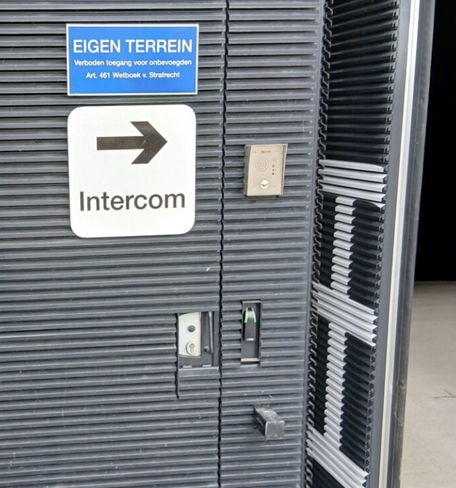 EIGEN TERREIN
Verboden toegang voor onbevoegden
Art. 461 Wetboek v. Strafrecht
Intercom